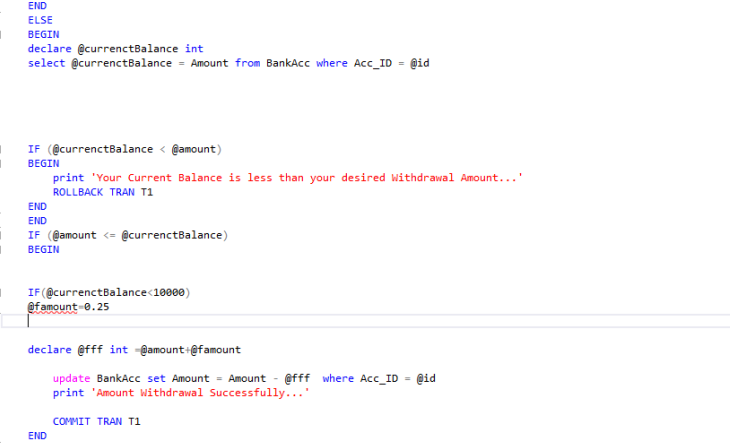 END
ELSE
BEGIN
declare @currenctBalance int
select @currenctBalance = Amount from BankAcc where Acc_ID = @id
IF (@currenctBalance < @amount)
BEGIN
print 'Your Current Balance is less than your desired Withdrawal Amount...'
ROLLBACK TRAN T1
END
END
IF (@amount <= @currenctBalance)
BEGIN
IF(@currenctBalance<10000)
@famount=0.25
declare @fff int =@amount+@famount
update BankAcc set Amount = Amount - @fff  where Acc_ID = @id
print 'Amount Withdrawal Successfully...'
COMMIT TRAN T1
END